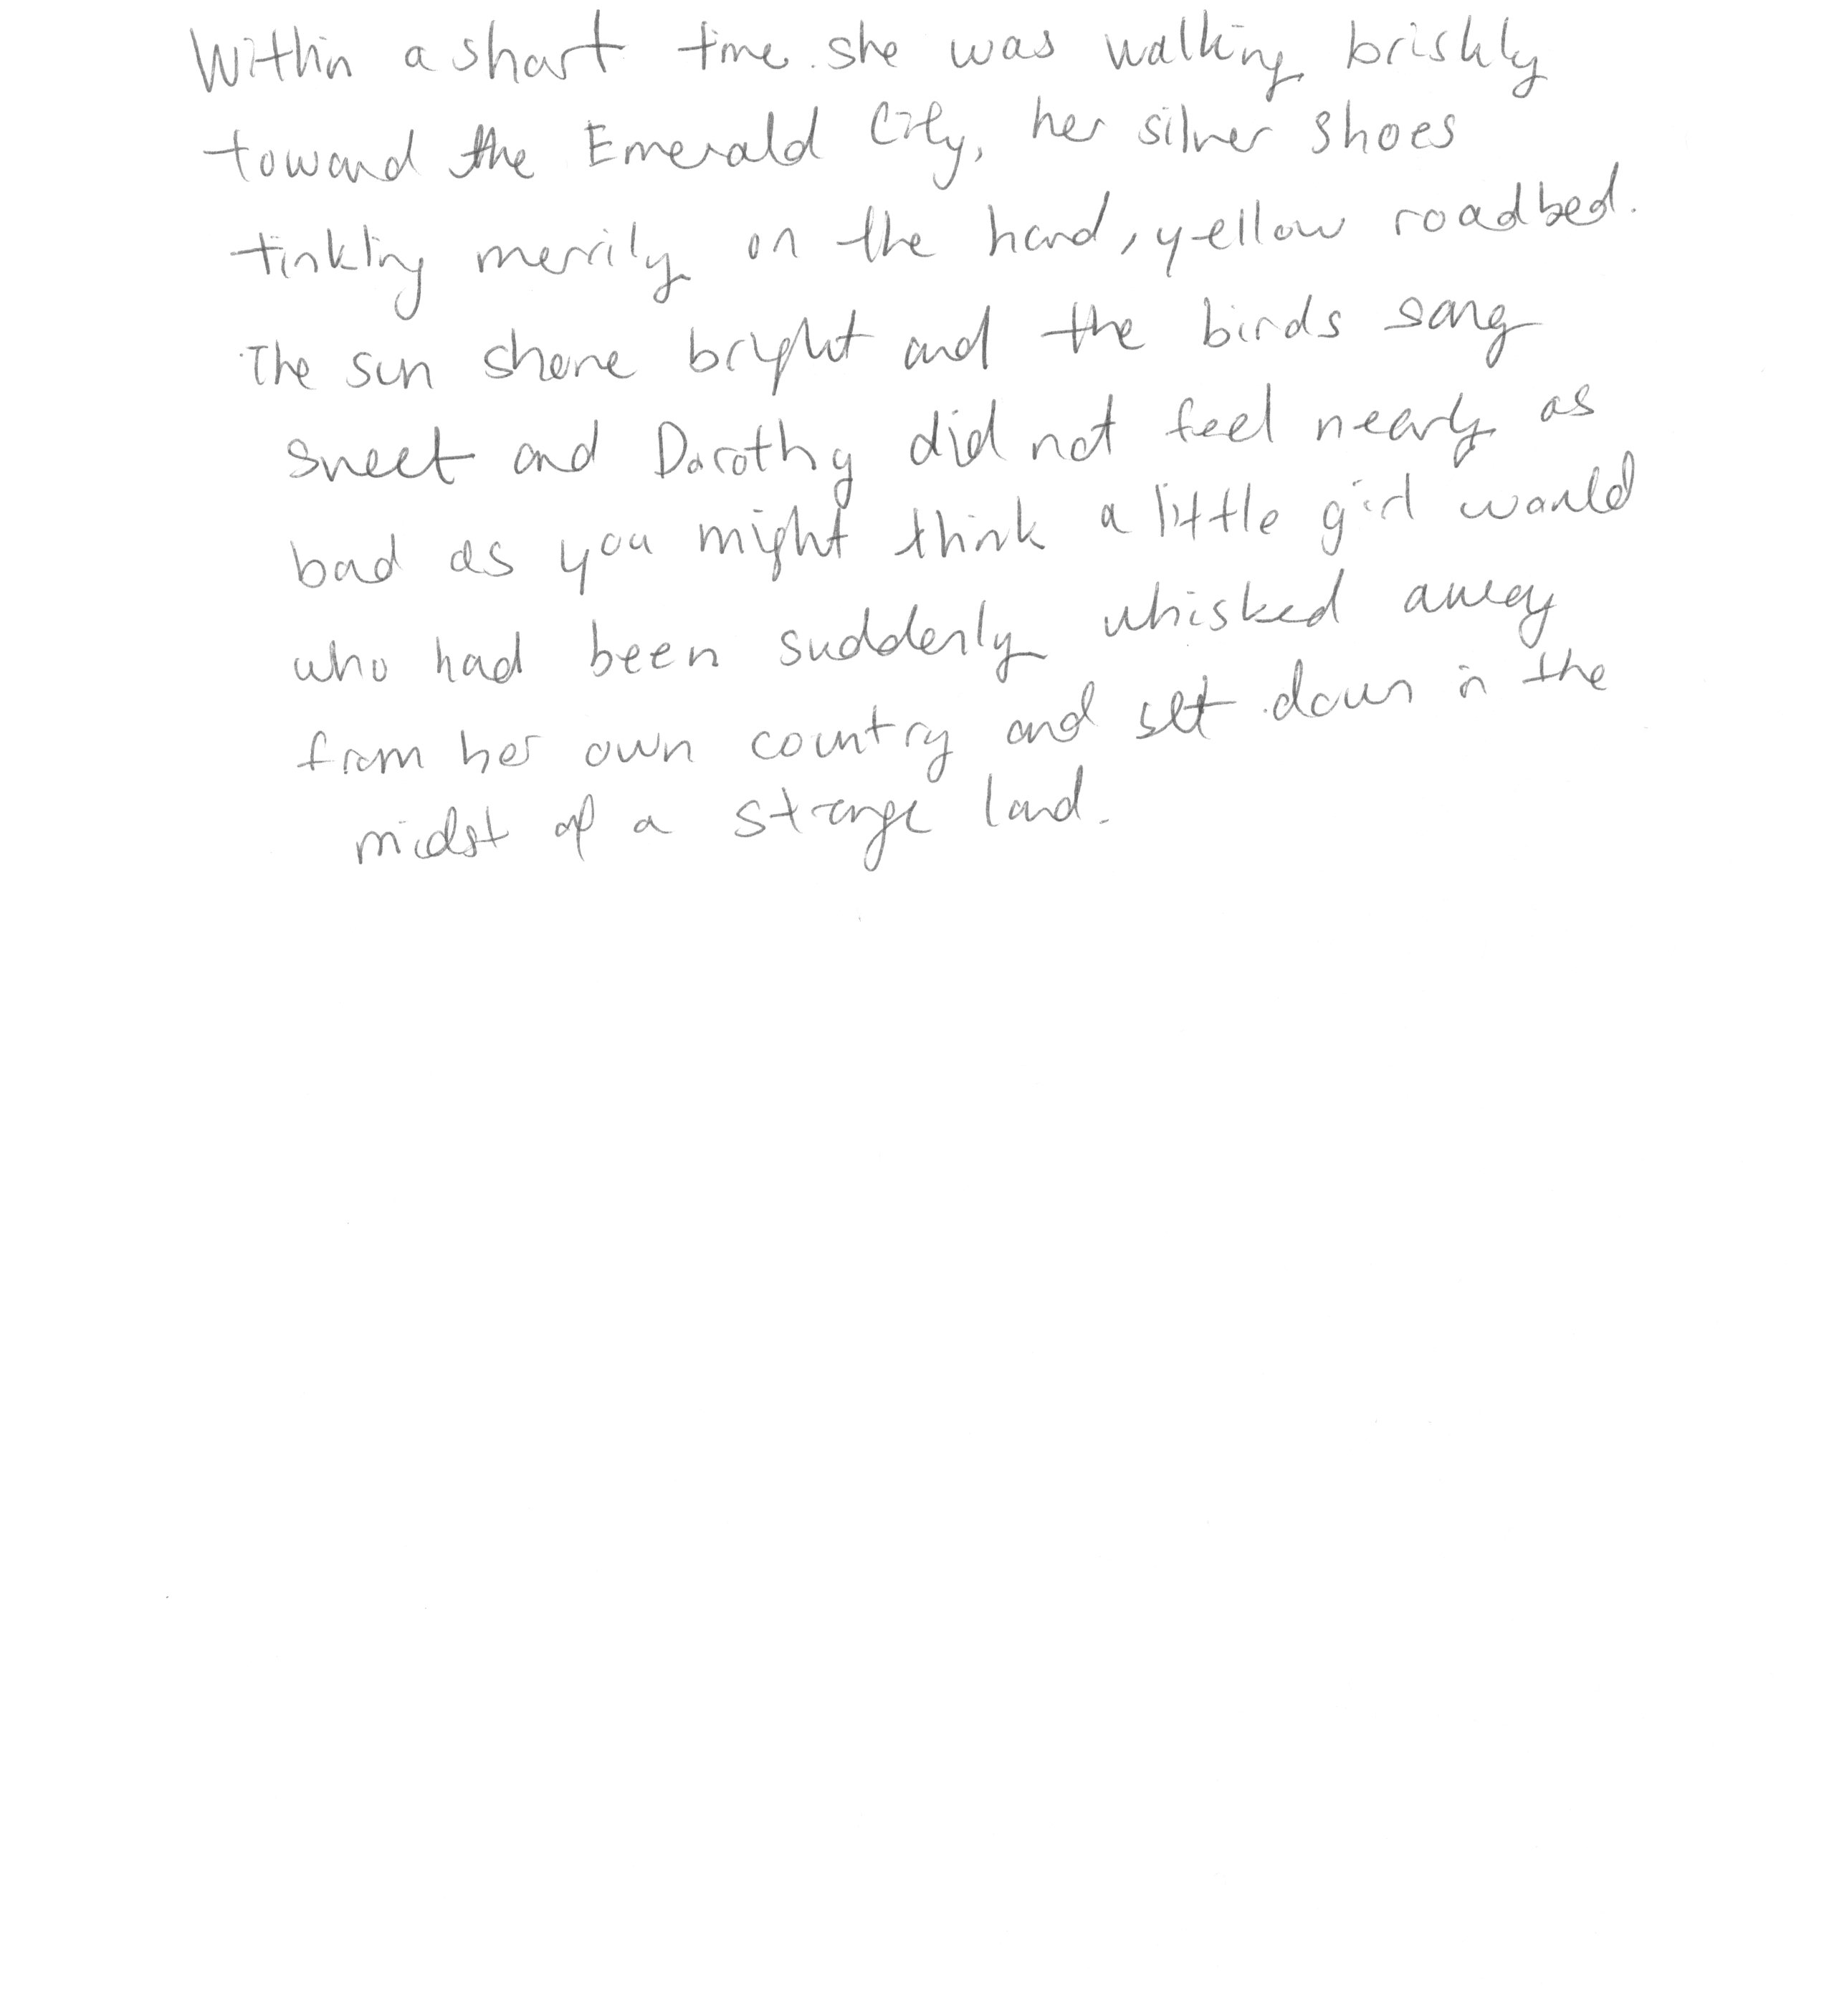 Within a short time she was walking briskly
toward the Emerald City, her silver shoes
tinkling merrily on the hard, yellow roadbed.
The sun shone bright and the birds sang
sweet and Dorothy did not feel nearly as
bad as you might think a little girl would
who had been suddenly whisked away
from her own country and set down in the
midst of a strange land.